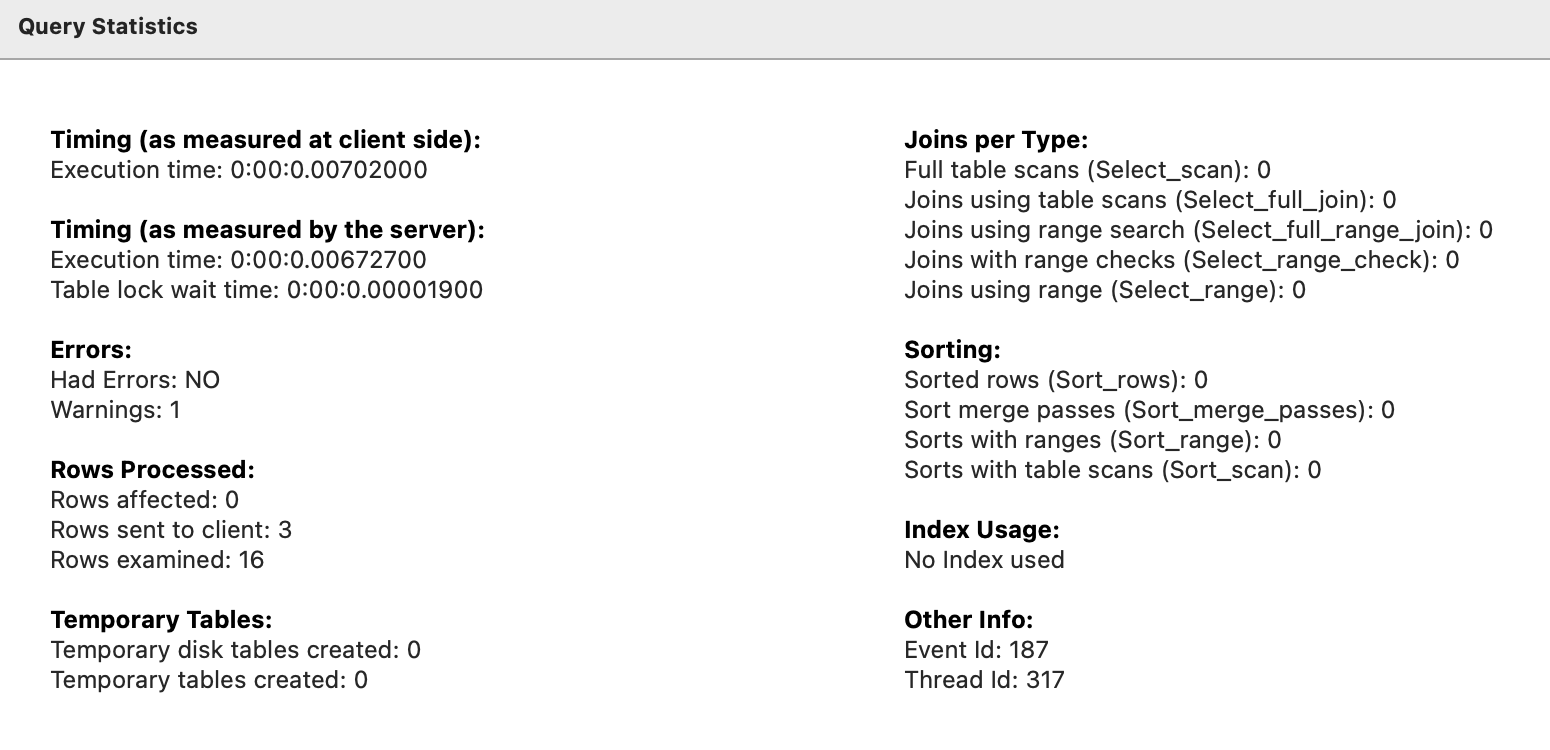 Query Statistics
Timing (as measured at client side):
Execution time: 0:00:0.00702000
Timing (as measured by the server):
Execution time: 0:00:0.00672700
Table lock wait time: 0:00:0.00001900
Errors:
Had Errors: NO
Warnings: 1
Rows Processed:
Rows affected: 0
Rows sent to client: 3
Rows examined: 16
Temporary Tables:
Temporary disk tables created: 0
Temporary tables created: 0
Joins per Type:
Full table scans (Select_scan): 0
Joins using table scans (Select_full_join): 0
Joins using range search (Select_full_range_join): 0
Joins with range checks (Select_range_check): 0
Joins using range (Select_range): 0
Sorting:
Sorted rows (Sort_rows): 0
Sort merge passes (Sort_merge_passes): 0
Sorts with ranges (Sort_range): 0
Sorts with table scans (Sort_scan): 0
Index Usage:
No Index used
Other Info:
Event Id: 187
Thread Id: 317